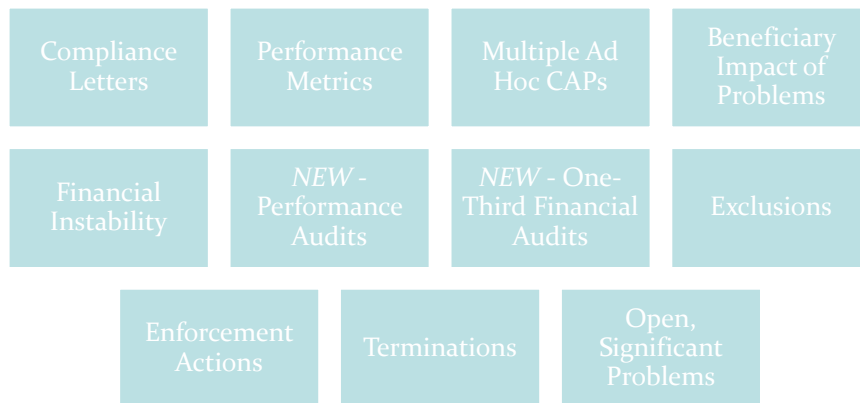 Compliance
Letters
Performance
Metrics
Multiple Ad
Hoc CAPs
Beneficiary
Impact of
Problems
Financial
Instability
NEW -
Performance
Audits
NEW - One-
Third Financial
Audits
Exclusions
Enforcement
Actions
Terminations
Open,
Significant
Problems